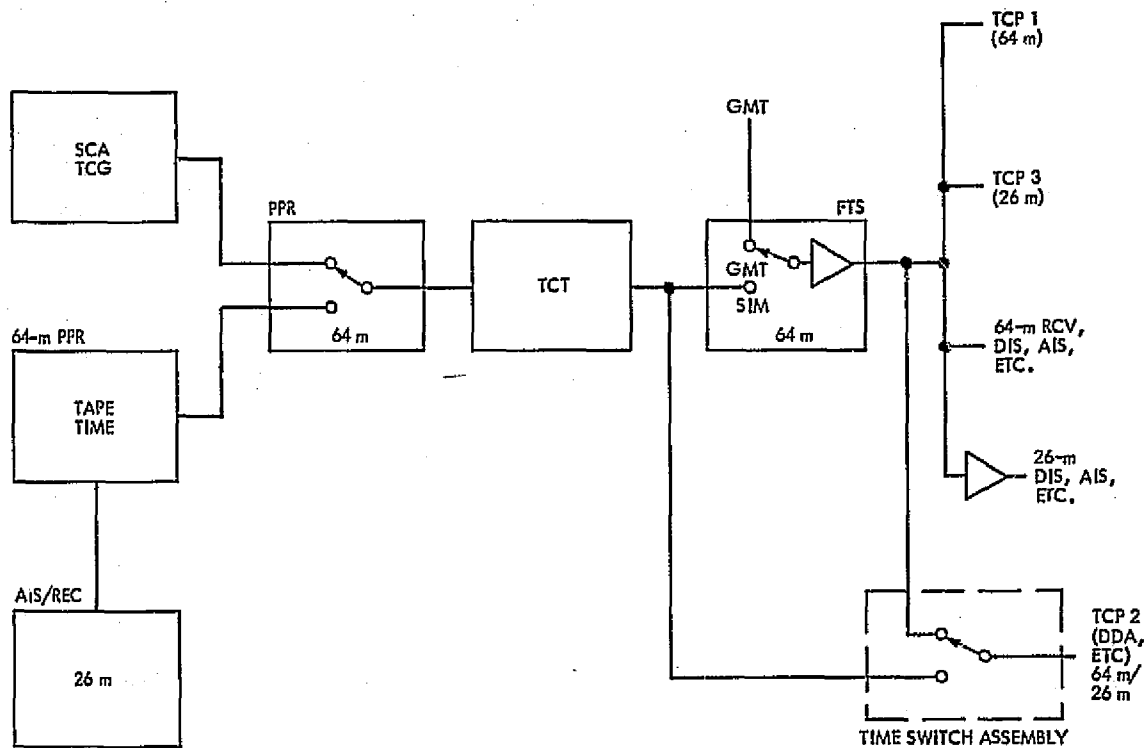 TCP 1
(64 m)
SCA
TCG
GMT
TCP 3
(26 m)
PPR
FTS
TCT
GMT
SIM
64 m
64 m
64-m RCV,
DIS, AIS,
ETC.
64-m PPR
TAPE
TIME
26-m
DIS, AIS,
ETC.
AIS/REC
26 m
TCP 2
(DDA,
ETC)
64 m/
26 m
TIME SWITCH ASSEMBLY